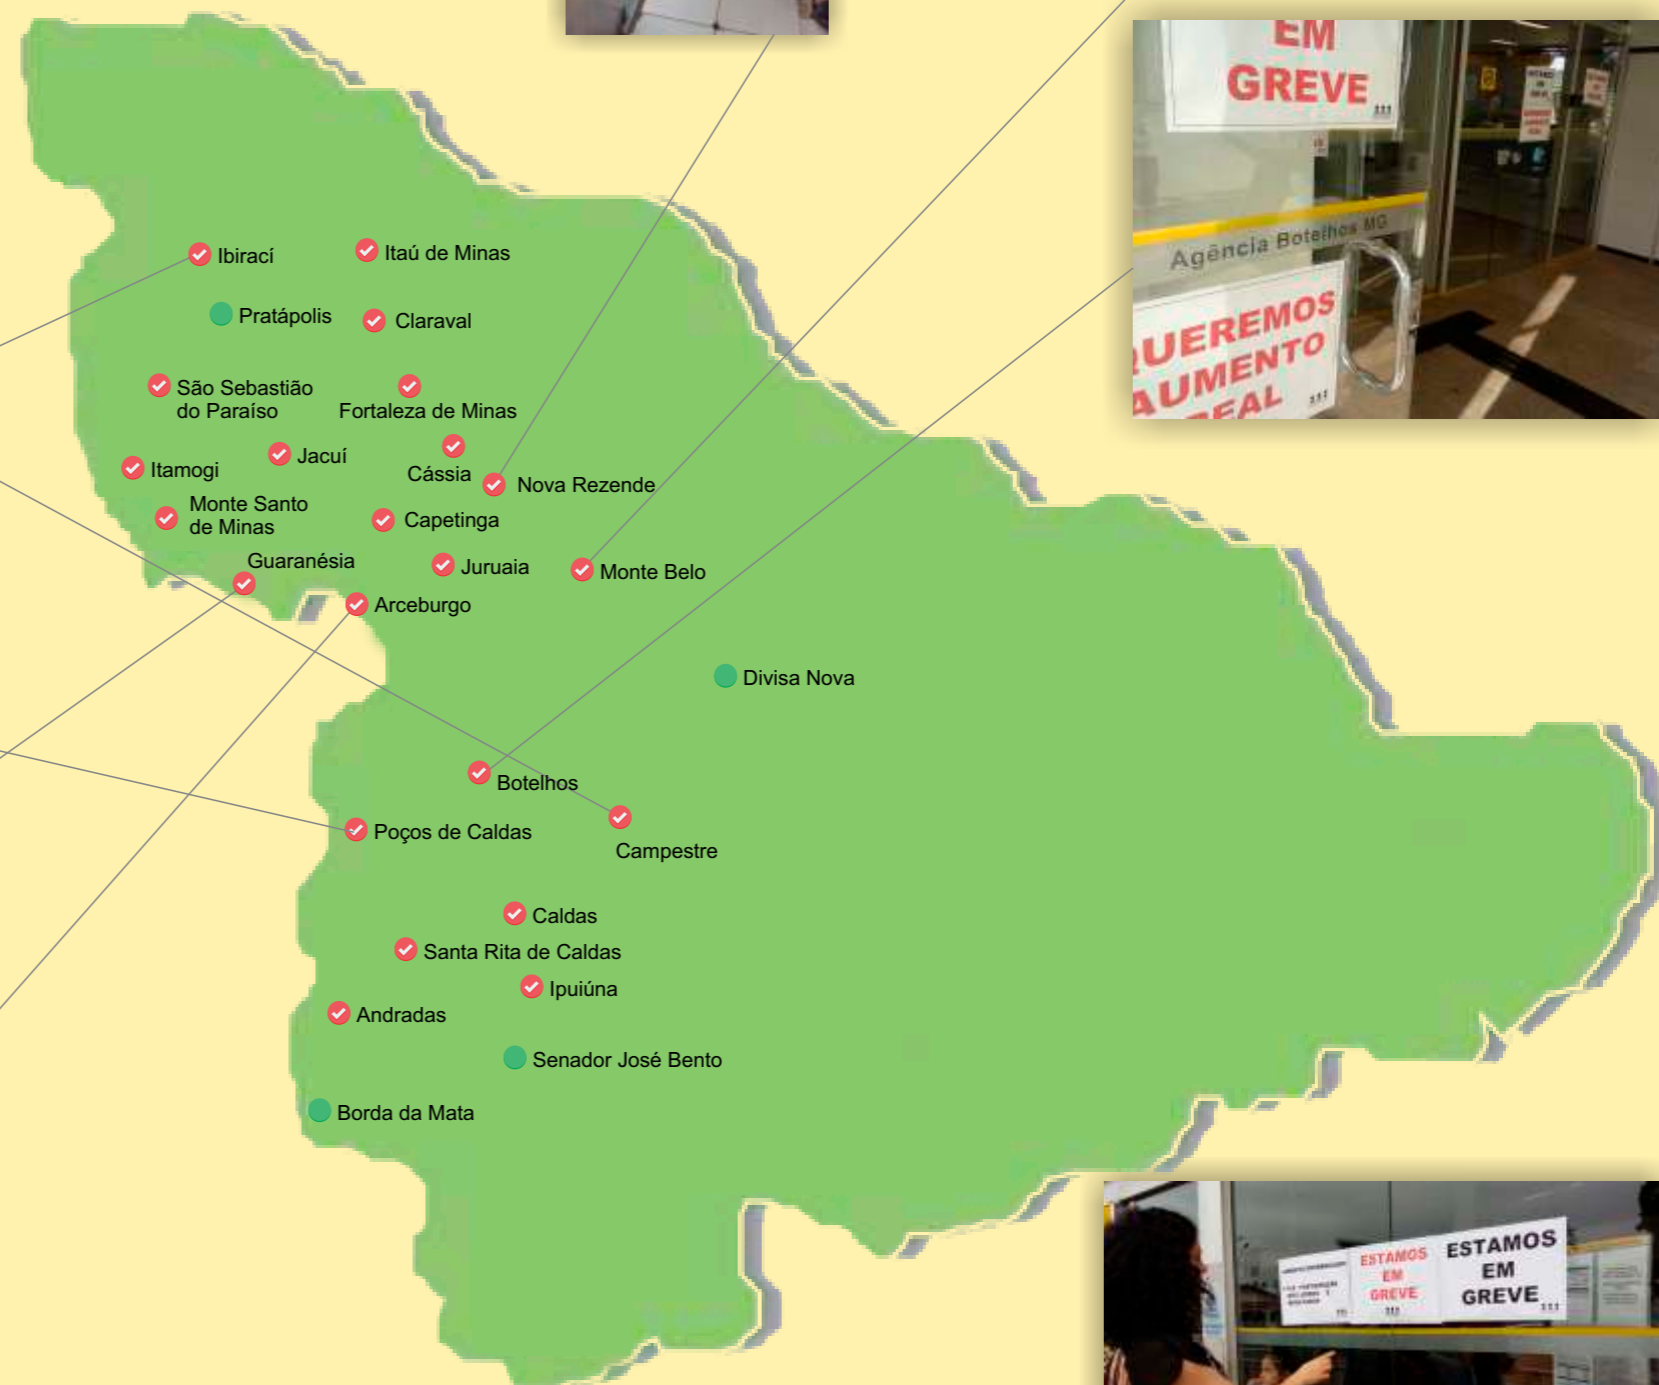 EM
GREVE
!!!
Agência Botelhos MG
QUEREMOS
AUMENTO
REAL
!!!
Ibirací
Itaú de Minas
Pratápolis
Claraval
São Sebastião
do Paraíso
Fortaleza de Minas
Jacuí
Cássia
Itamogi
Nova Rezende
Monte Santo
de Minas
Capetinga
Guaranésia
Juruaia
Monte Belo
Arceburgo
Divisa Nova
Botelhos
Poços de Caldas
Campestre
Caldas
Santa Rita de Caldas
Ipuiúna
Andradas
Senador José Bento
Borda da Mata
ESTAMOS
EM
GREVE
!!!
ESTAMOS
EM
GREVE
!!!